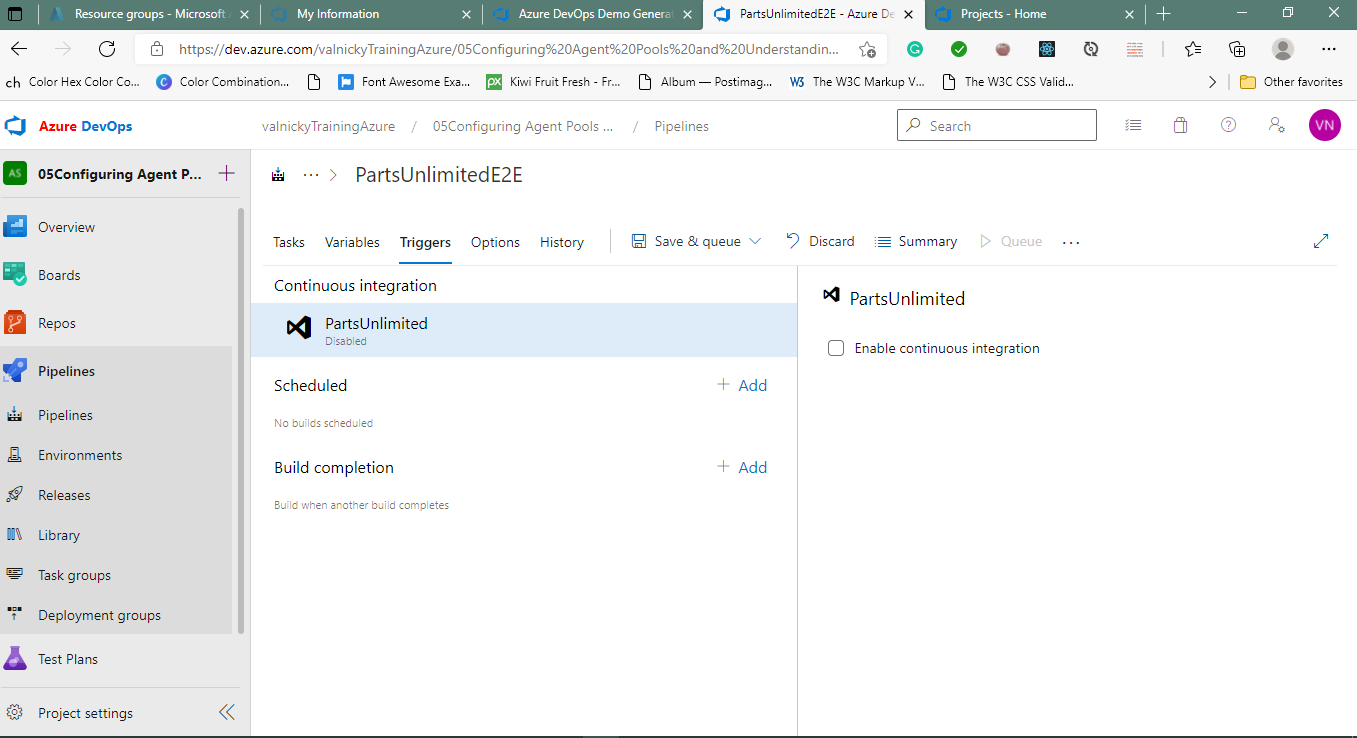 Resource groups - Microsoft A
My Information
Azure DevOps Demo Generat
PartsUnlimitedE2E - Azure De
Projects - Home
https://dev.azure.com/valnickyTrainingAzure/05Configuring%20Agent%20Pools%20and%20Understandin...
ch
Color Hex Color Co...
Color Combination...
Font Awesome Exa...
Kiwi Fruit Fresh - Fr...
Album — Postimag...
The W3C Markup V...
The W3C CSS Valid...
Other favorites
Azure DevOps
valnickyTrainingAzure / 05Configuring Agent Pools ... / Pipelines
Search
VN
AS
05Configuring Agent P...
... > PartsUnlimitedE2E
Overview
Boards
Repos
Pipelines
Pipelines
Environments
Releases
Library
Task groups
Deployment groups
Test Plans
Project settings
Tasks
Variables
Triggers
Options
History
Save & queue
Discard
Summary
Queue
...
Continuous integration
PartsUnlimited
Disabled
Scheduled
+ Add
No builds scheduled
Build completion
+ Add
Build when another build completes
PartsUnlimited
Enable continuous integration